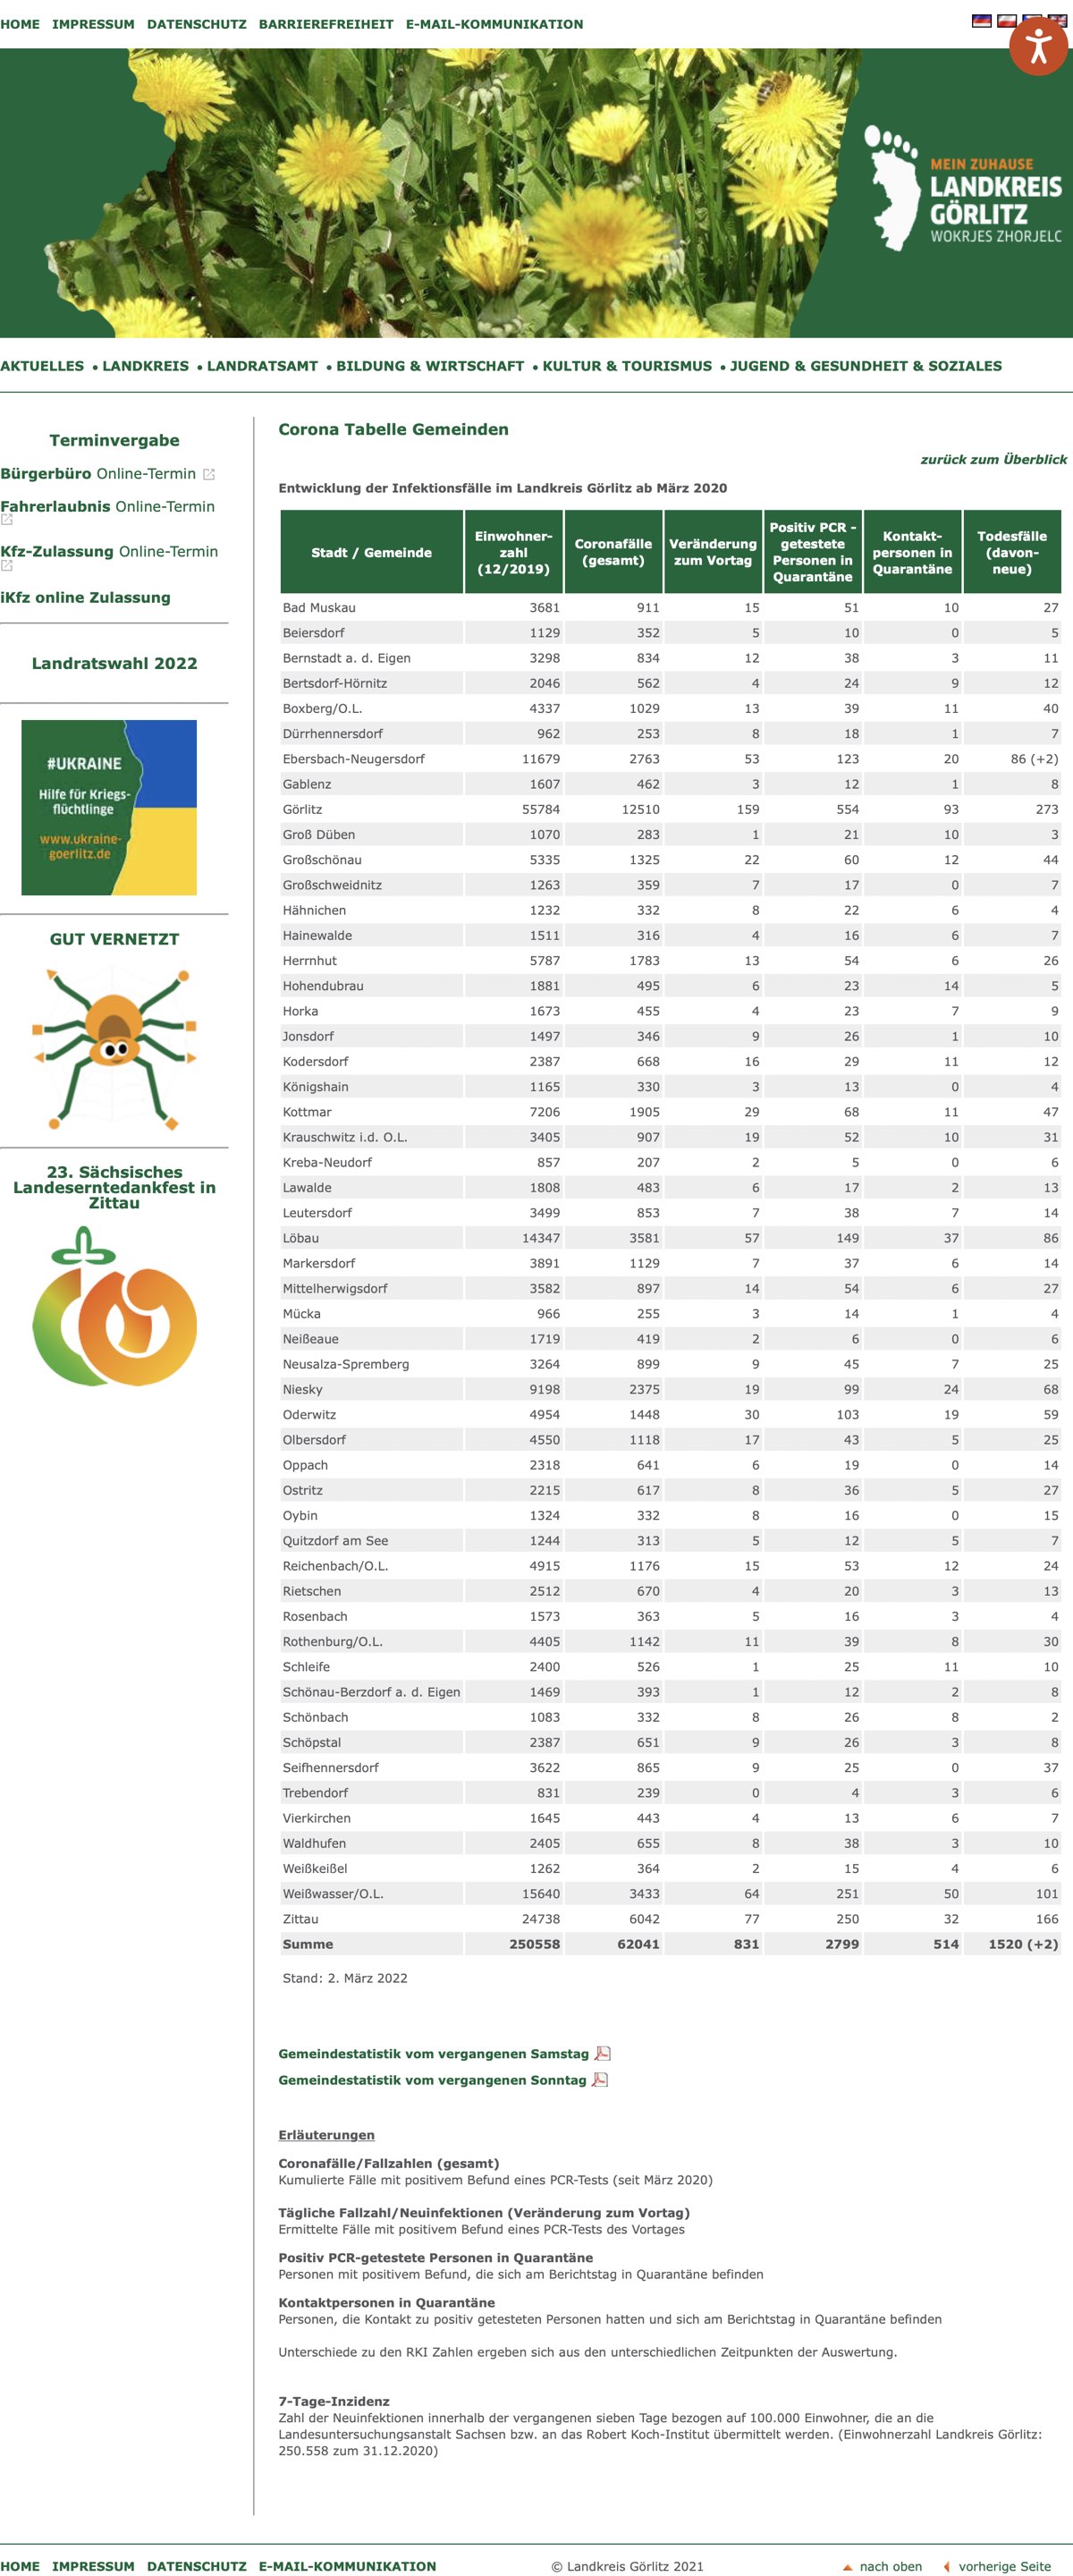 HOME IMPRESSUM DATENSCHUTZ BARRIEREFREIHEIT E-MAIL-KOMMUNIKATION
MEIN ZUHAUSE
LANDKREIS
GÖRLITZ
WOKRJES ZHORJELC
AKTUELLES • LANDKREIS • LANDRATSAMT • BILDUNG & WIRTSCHAFT • KULTUR & TOURISMUS • JUGEND & GESUNDHEIT & SOZIALES
Terminvergabe
Bürgerbüro Online-Termin
Fahrerlaubnis Online-Termin
Kfz-Zulassung Online-Termin
iKfz online Zulassung
Landratswahl 2022
#UKRAINE
Hilfe für Kriegs-
flüchtlinge
www.ukraine-
goerlitz.de
GUT VERNETZT
23. Sächsisches
Landeserntedankfest in
Zittau
Corona Tabelle Gemeinden
zurück zum Überblick
Entwicklung der Infektionsfälle im Landkreis Görlitz ab März 2020
Stadt / Gemeinde Einwohner-zahl (12/2019) Coronafälle (gesamt) Veränderung zum Vortag Positiv PCR - getestete Personen in Quarantäne Kontakt-personen in Quarantäne Todesfälle (davon-neue)
Bad Muskau 3681 911 15 51 10 27
Beiersdorf 1129 352 5 10 0 5
Bernstadt a. d. Eigen 3298 834 12 38 3 11
Bertsdorf-Hörnitz 2046 562 4 24 9 12
Boxberg/O.L. 4337 1029 13 39 11 40
Dürrhennersdorf 962 253 8 18 1 7
Ebersbach-Neugersdorf 11679 2763 53 123 20 86 (+2)
Gablenz 1607 462 3 12 1 8
Görlitz 55784 12510 159 554 93 273
Groß Düben 1070 283 1 21 10 3
Großschönau 5335 1325 22 60 12 44
Großschweidnitz 1263 359 7 17 0 7
Hähnichen 1232 332 8 22 6 4
Hainewalde 1511 316 4 16 6 7
Herrnhut 5787 1783 13 54 6 26
Hohendubrau 1881 495 6 23 14 5
Horka 1673 455 4 23 7 9
Jonsdorf 1497 346 9 26 1 10
Kodersdorf 2387 668 16 29 11 12
Königshain 1165 330 3 13 0 4
Kottmar 7206 1905 29 68 11 47
Krauschwitz i.d. O.L. 3405 907 19 52 10 31
Kreba-Neudorf 857 207 2 5 0 6
Lawalde 1808 483 6 17 2 13
Leutersdorf 3499 853 7 38 7 14
Löbau 14347 3581 57 149 37 86
Markersdorf 3891 1129 7 37 6 14
Mittelherwigsdorf 3582 897 14 54 6 27
Mücka 966 255 3 14 1 4
Neißeaue 1719 419 2 6 0 6
Neusalza-Spremberg 3264 899 9 45 7 25
Niesky 9198 2375 19 99 24 68
Oderwitz 4954 1448 30 103 19 59
Olbersdorf 4550 1118 17 43 5 25
Oppach 2318 641 6 19 0 14
Ostritz 2215 617 8 36 5 27
Oybin 1324 332 8 16 0 15
Quitzdorf am See 1244 313 5 12 5 7
Reichenbach/O.L. 4915 1176 15 53 12 24
Rietschen 2512 670 4 20 3 13
Rosenbach 1573 363 5 16 3 4
Rothenburg/O.L. 4405 1142 11 39 8 30
Schleife 2400 526 1 25 11 10
Schönau-Berzdorf a. d. Eigen 1469 393 1 12 2 8
Schönbach 1083 332 8 26 8 2
Schöpstal 2387 651 9 26 3 8
Seifhennersdorf 3622 865 9 25 0 37
Trebendorf 831 239 0 4 3 6
Vierkirchen 1645 443 4 13 6 7
Waldhufen 2405 655 8 38 3 10
Weißkeißel 1262 364 2 15 4 6
Weißwasser/O.L. 15640 3433 64 251 50 101
Zittau 24738 6042 77 250 32 166
Summe 250558 62041 831 2799 514 1520 (+2)
Stand: 2. März 2022
Gemeindestatistik vom vergangenen Samstag
Gemeindestatistik vom vergangenen Sonntag
Erläuterungen
Coronafälle/Fallzahlen (gesamt)
Kumulierte Fälle mit positivem Befund eines PCR-Tests (seit März 2020)
Tägliche Fallzahl/Neuinfektionen (Veränderung zum Vortag)
Ermittelte Fälle mit positivem Befund eines PCR-Tests des Vortages
Positiv PCR-getestete Personen in Quarantäne
Personen mit positivem Befund, die sich am Berichtstag in Quarantäne befinden
Kontaktpersonen in Quarantäne
Personen, die Kontakt zu positiv getesteten Personen hatten und sich am Berichtstag in Quarantäne befinden
Unterschiede zu den RKI Zahlen ergeben sich aus den unterschiedlichen Zeitpunkten der Auswertung.
7-Tage-Inzidenz
Zahl der Neuinfektionen innerhalb der vergangenen sieben Tage bezogen auf 100.000 Einwohner, die an die
Landesuntersuchungsanstalt Sachsen bzw. an das Robert Koch-Institut übermittelt werden. (Einwohnerzahl Landkreis Görlitz:
250.558 zum 31.12.2020)
HOME IMPRESSUM DATENSCHUTZ E-MAIL-KOMMUNIKATION © Landkreis Görlitz 2021 nach oben vorherige Seite